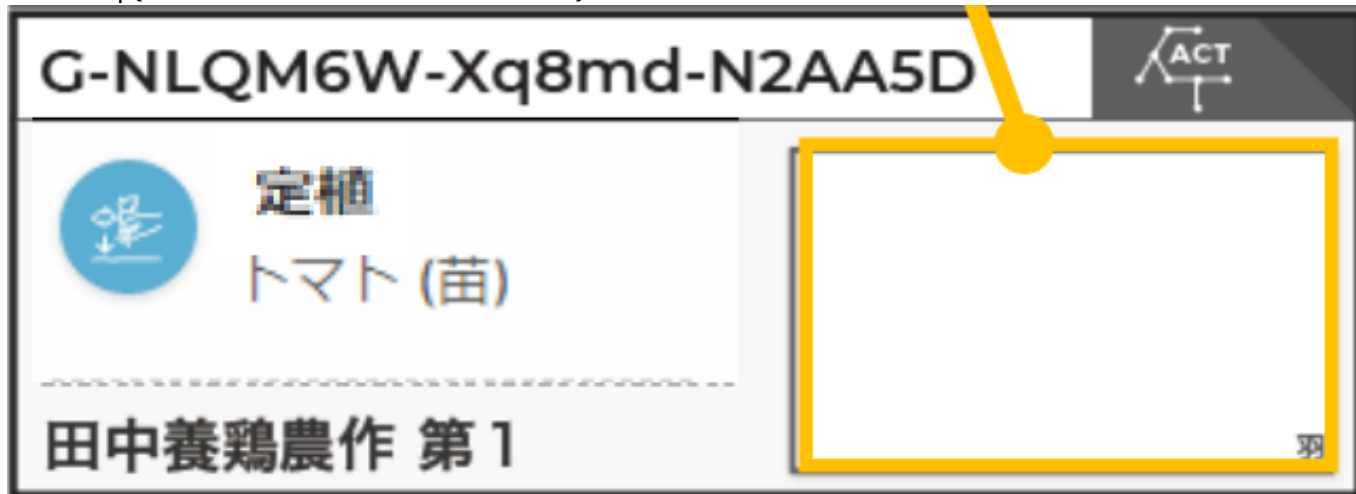 G-NLQM6W-Xq8md-N2AA5D
ACT
定植
トマト (苗)
田中養鶏農作 第1
羽